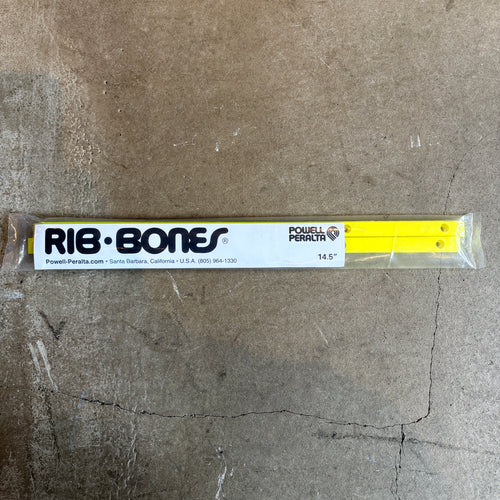 RIB•BONES®
POWELL
PERALTA
Powell-Peralta.com • Santa Barbara, California • U.S.A. (805) 964-1330
14.5"